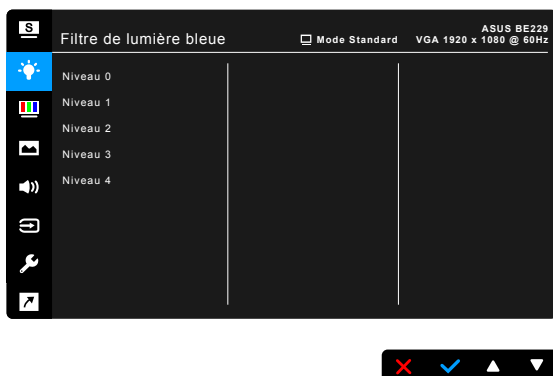 S
Filtre de lumière bleue
Mode Standard
ASUS BE229
VGA 1920 x 1080 @ 60Hz
Niveau 0
Niveau 1
Niveau 2
Niveau 3
Niveau 4